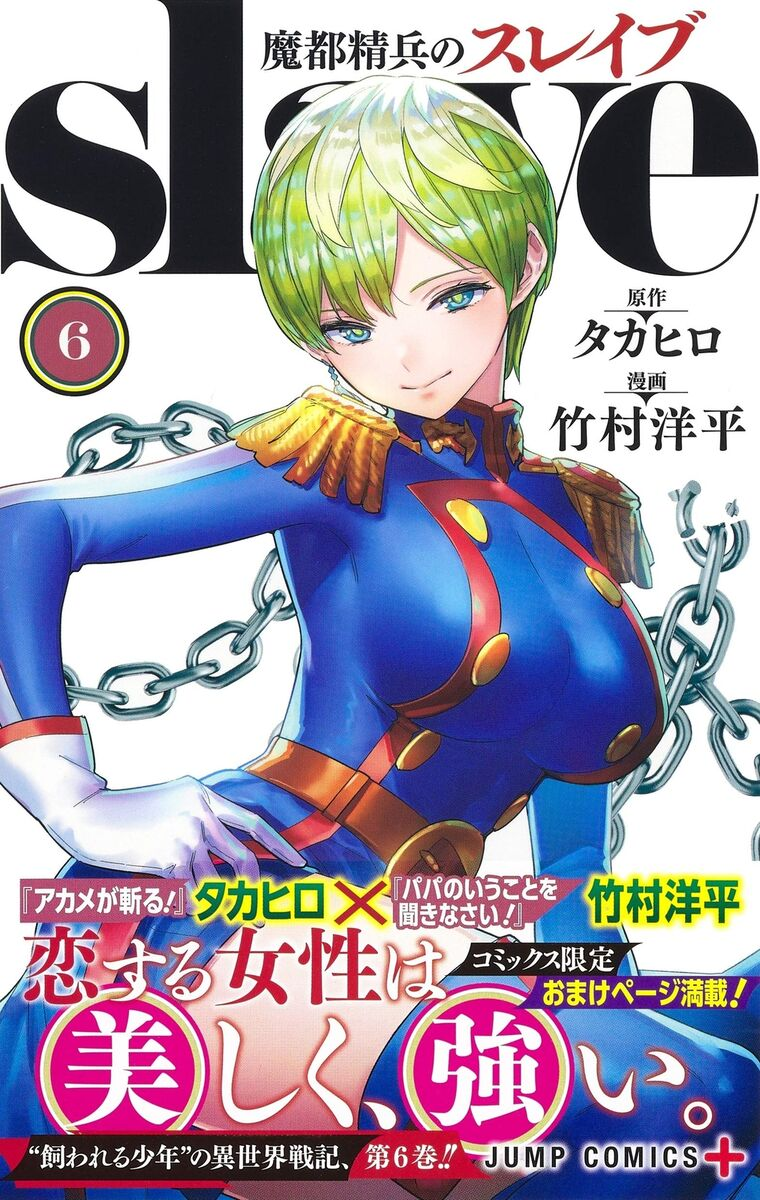 魔都精兵のスレイブ
slave
6
原作
タカヒロ
漫画
竹村洋平
『アカメが斬る!』タカヒロ×『パパのいうことを聞きなさい!』竹村洋平
恋する女性は
コミックス限定
おまけページ満載!
美しく、強い。
“飼われる少年”の異世界戦記、第6巻!!
JUMP COMICS+